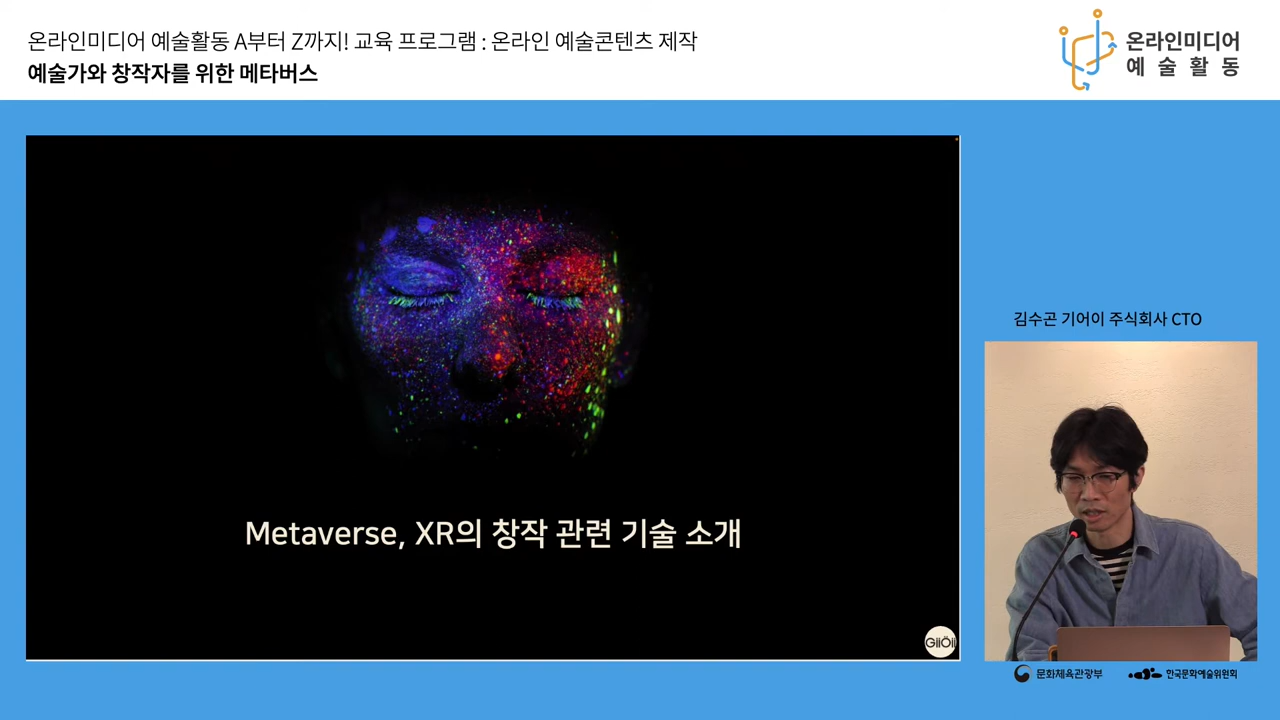 온라인미디어 예술활동 A부터 Z까지! 교육 프로그램 : 온라인 예술콘텐츠 제작
예술가와 창작자를 위한 메타버스
온라인미디어
예술활동
Metaverse, XR의 창작 관련 기술 소개
GiiÖii
김수곤 기어이 주식회사 CTO
문화체육관광부
한국문화예술위원회